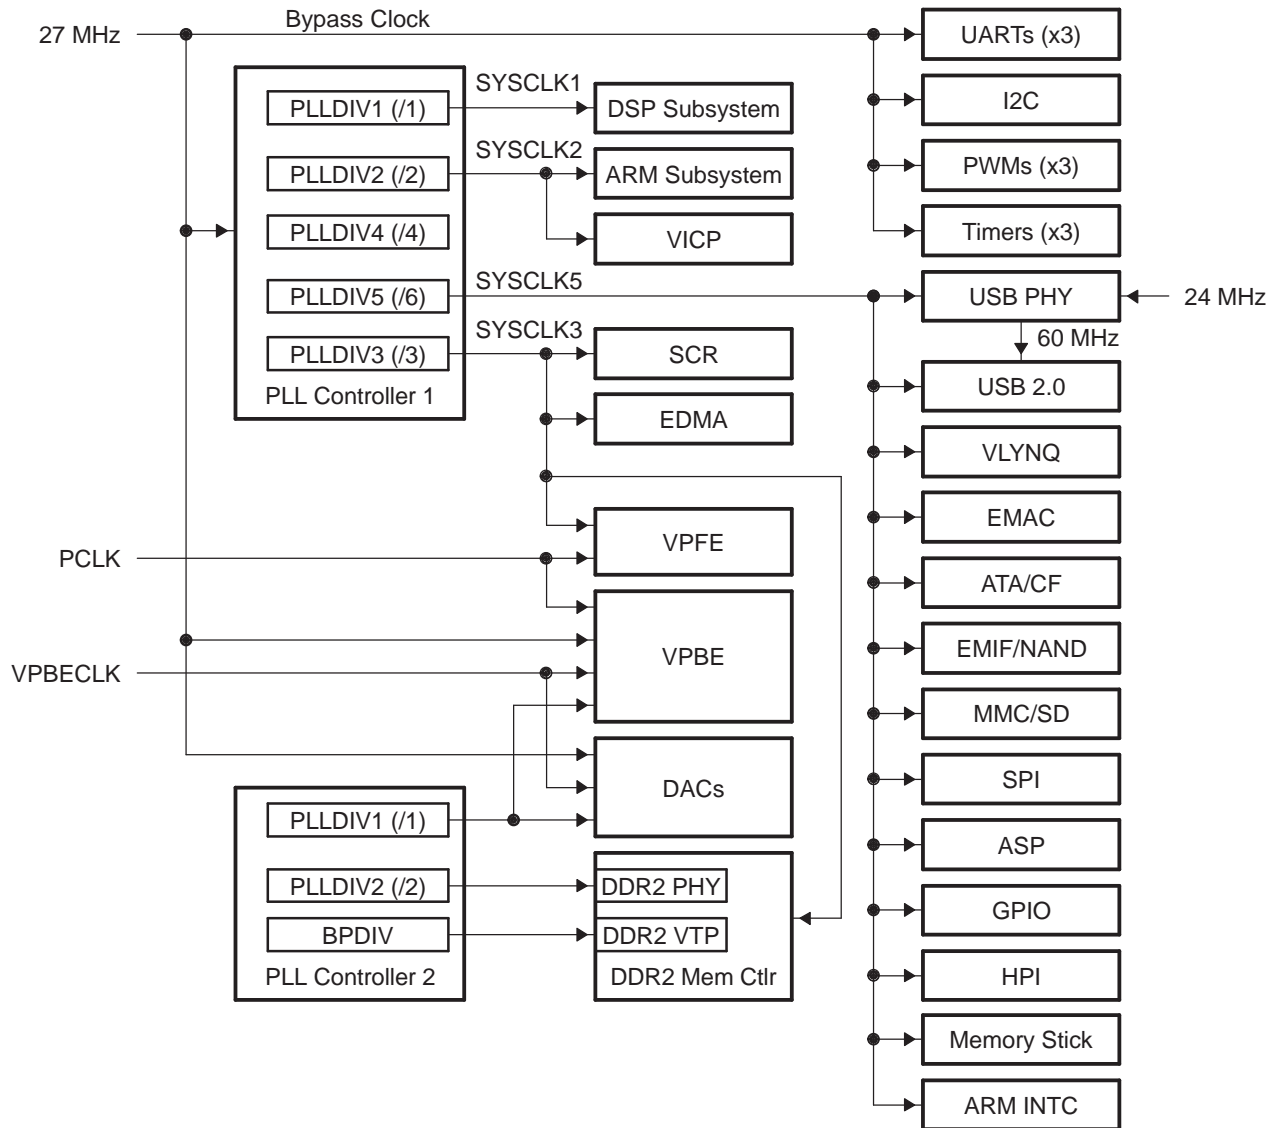 Bypass Clock
27 MHz
UARTs (x3)
SYSCLK1
PLLDIV1 (/1)
DSP Subsystem
I2C
SYSCLK2
PLLDIV2 (/2)
ARM Subsystem
PWMs (x3)
PLLDIV4 (/4)
VICP
Timers (x3)
SYSCLK5
PLLDIV5 (/6)
USB PHY
24 MHz
SYSCLK3
60 MHz
PLLDIV3 (/3)
SCR
PLL Controller 1
USB 2.0
EDMA
VLYNQ
EMAC
VPFE
PCLK
ATA/CF
EMIF/NAND
VPBE
VPBECLK
MMC/SD
SPI
DACs
PLLDIV1 (/1)
ASP
PLLDIV2 (/2)
DDR2 PHY
GPIO
BPDIV
DDR2 VTP
PLL Controller 2
DDR2 Mem Ctlr
HPI
Memory Stick
ARM INTC